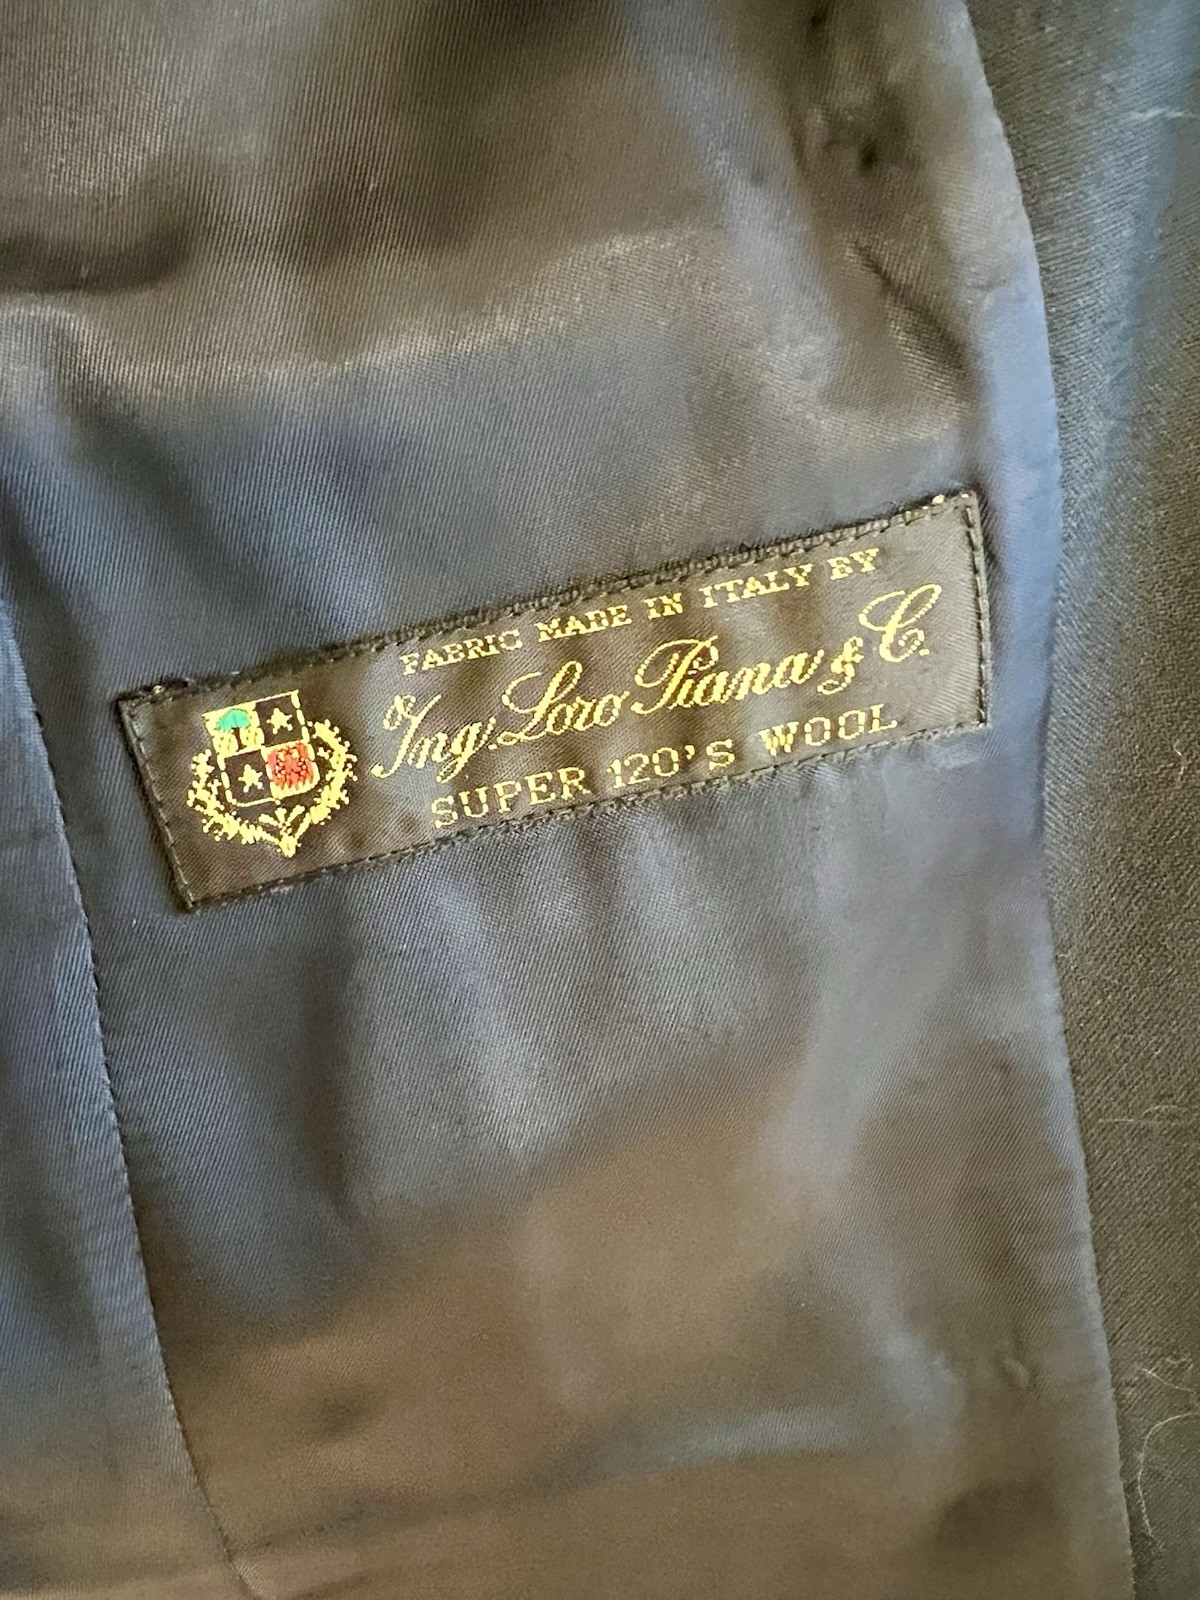 FABRIC MADE IN ITALY BY
Ing. Loro Piana & C.
SUPER 120'S WOOL